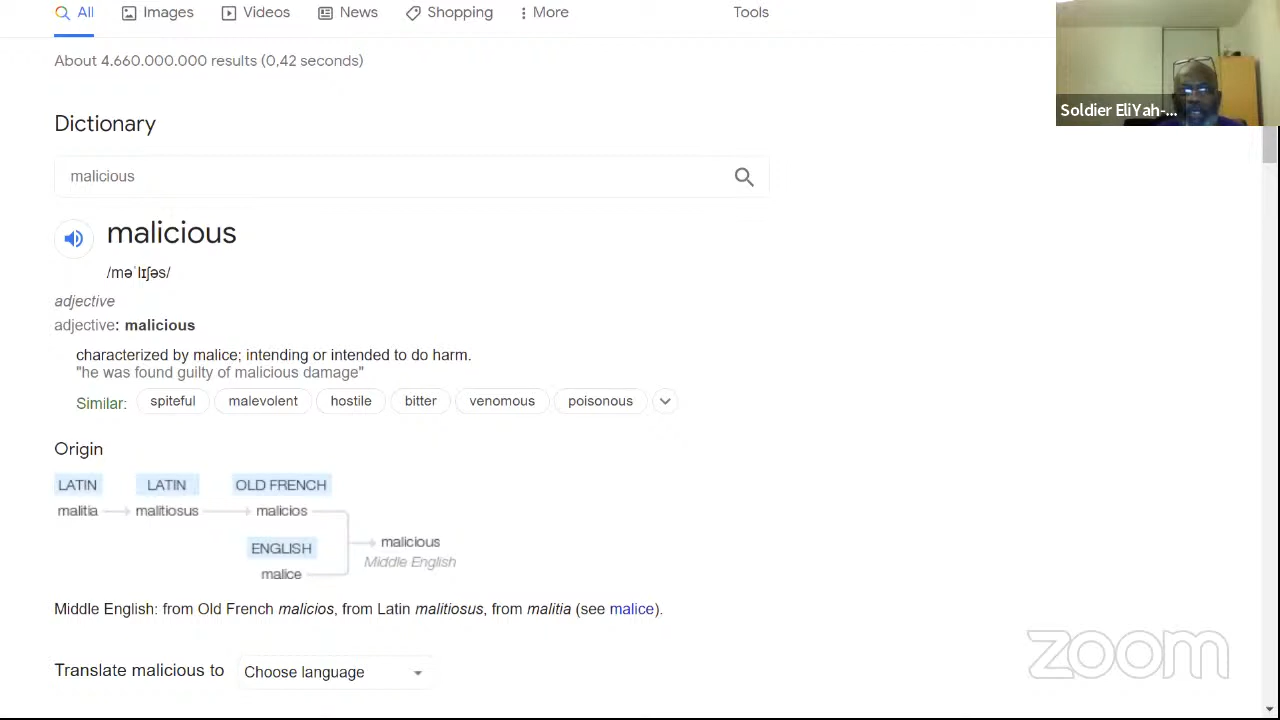 All Images Videos News Shopping More Tools
About 4.660.000.000 results (0,42 seconds)
Soldier EliYah-...
Dictionary
malicious
malicious
/məˈlɪʃəs/
adjective
adjective: malicious
characterized by malice; intending or intended to do harm.
"he was found guilty of malicious damage"
Similar: spiteful malevolent hostile bitter venomous poisonous
Origin
LATIN LATIN OLD FRENCH
malitia malitiosus malicios
ENGLISH
malice
malicious
Middle English
Middle English: from Old French malicios, from Latin malitiosus, from malitia (see malice).
Translate malicious to Choose language
zoom